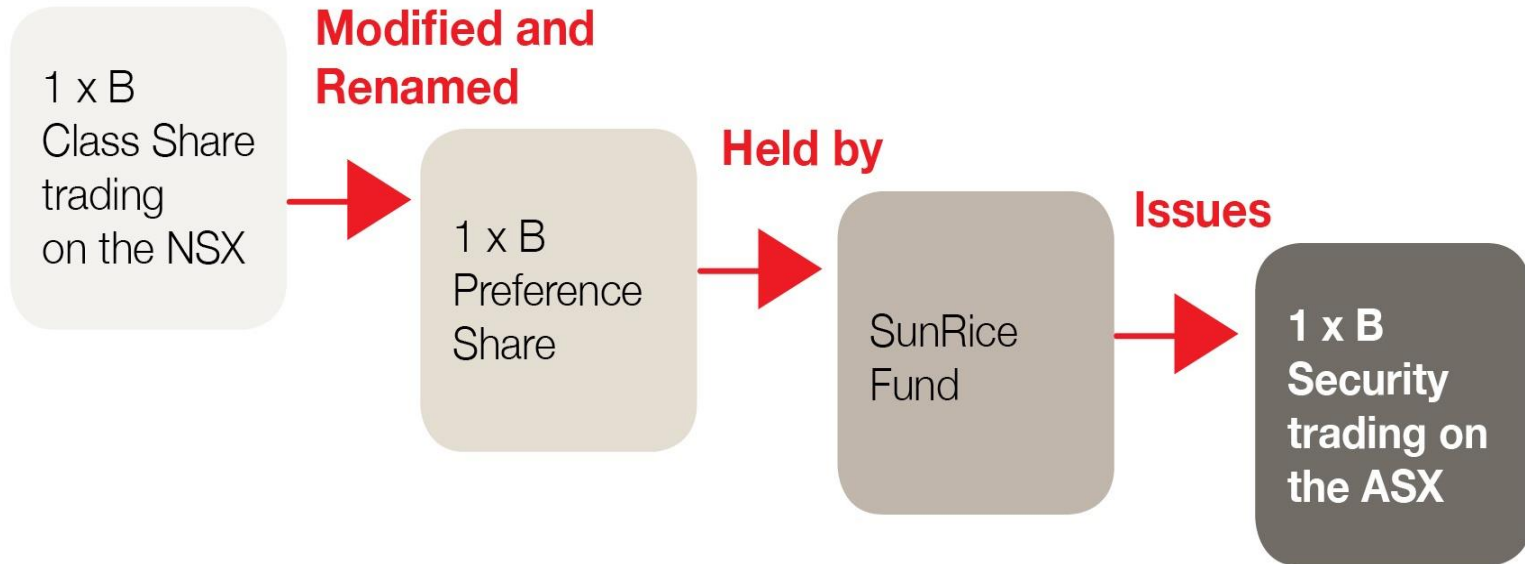 1 x B
Class Share
trading
on the NSX
Modified and
Renamed
1 x B
Preference
Share
Held by
SunRice
Fund
Issues
1 x B
Security
trading on
the ASX